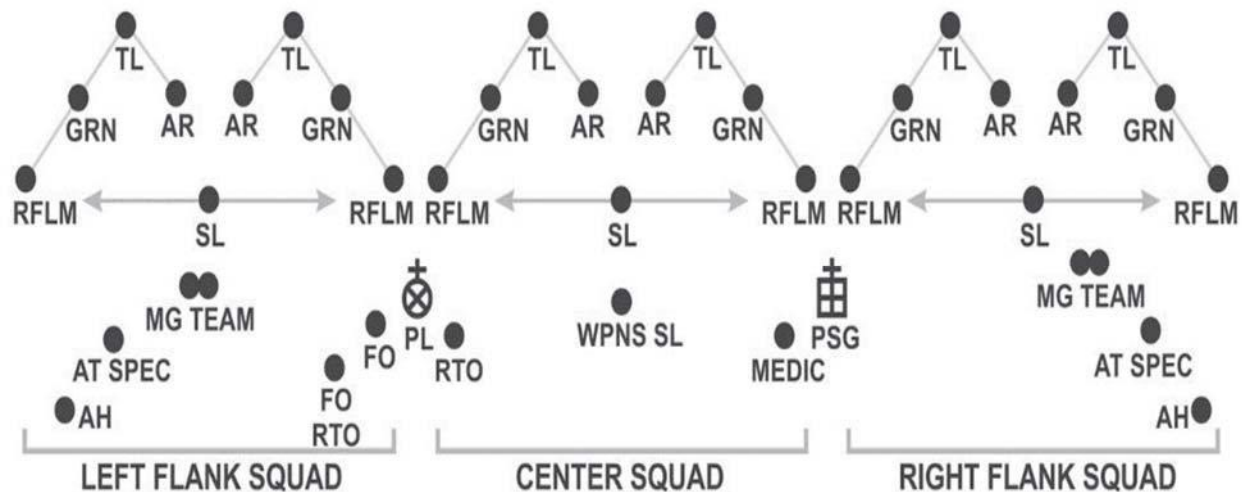 TL TL TL TL TL TL
GRN AR AR GRN GRN AR AR GRN GRN AR AR GRN
RFLM RFLM RFLM RFLM RFLM RFLM
SL SL SL
MG TEAM PL WPNS SL PSG MG TEAM
AT SPEC FO RTO MEDIC AT SPEC
AH FO AH
RTO
LEFT FLANK SQUAD CENTER SQUAD RIGHT FLANK SQUAD